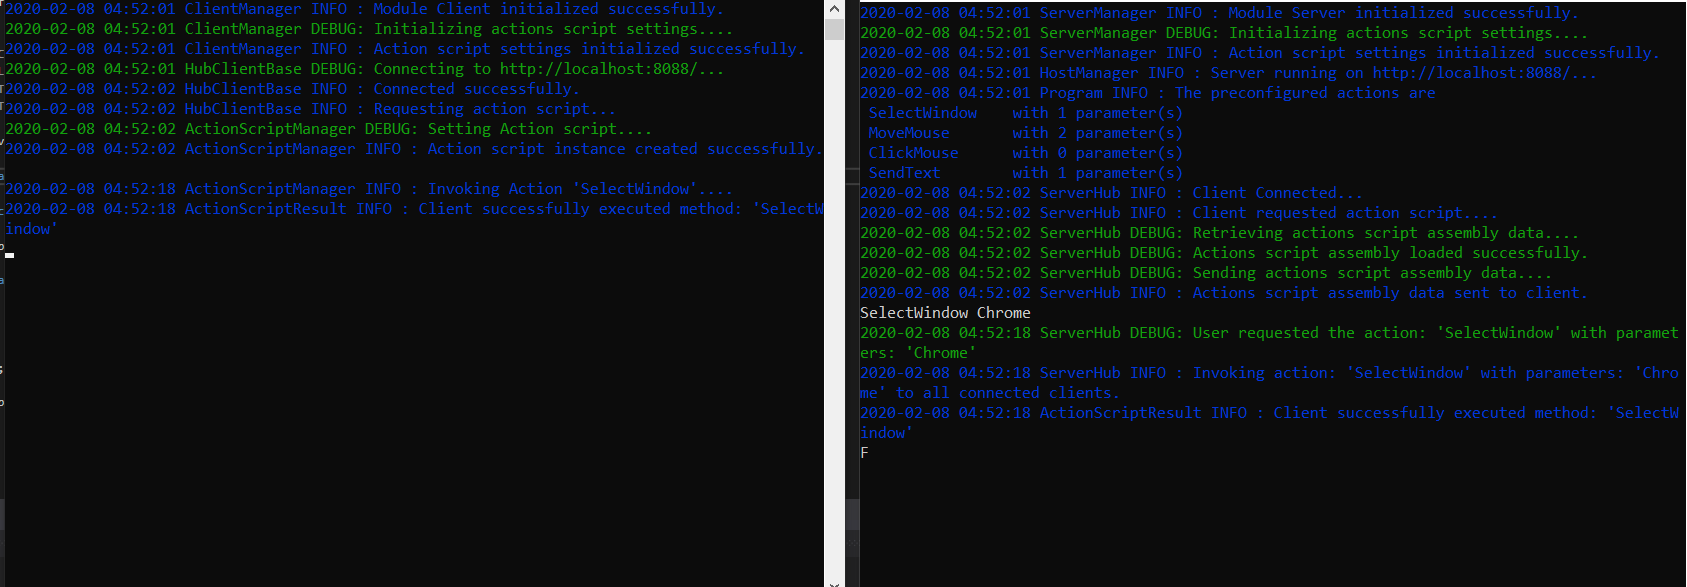 2020-02-08 04:52:01 ClientManager INFO : Module Client initialized successfully.
2020-02-08 04:52:01 ClientManager DEBUG: Initializing actions script settings....
2020-02-08 04:52:01 ClientManager INFO : Action script settings initialized successfully.
2020-02-08 04:52:01 HubClientBase DEBUG: Connecting to http://localhost:8088/...
2020-02-08 04:52:02 HubClientBase INFO : Connected successfully.
2020-02-08 04:52:02 HubClientBase INFO : Requesting action script...
2020-02-08 04:52:02 ActionScriptManager DEBUG: Setting Action script....
2020-02-08 04:52:02 ActionScriptManager INFO : Action script instance created successfully.
2020-02-08 04:52:18 ActionScriptManager INFO : Invoking Action 'SelectWindow'....
2020-02-08 04:52:18 ActionScriptResult INFO : Client successfully executed method: 'SelectW
indow'
2020-02-08 04:52:01 ServerManager INFO : Module Server initialized successfully.
2020-02-08 04:52:01 ServerManager DEBUG: Initializing actions script settings....
2020-02-08 04:52:01 ServerManager INFO : Action script settings initialized successfully.
2020-02-08 04:52:01 HostManager INFO : Server running on http://localhost:8088/...
2020-02-08 04:52:01 Program INFO : The preconfigured actions are
SelectWindow    with 1 parameter(s)
MoveMouse       with 2 parameter(s)
ClickMouse      with 0 parameter(s)
SendText        with 1 parameter(s)
2020-02-08 04:52:02 ServerHub INFO : Client Connected...
2020-02-08 04:52:02 ServerHub INFO : Client requested action script....
2020-02-08 04:52:02 ServerHub DEBUG: Retrieving actions script assembly data....
2020-02-08 04:52:02 ServerHub DEBUG: Actions script assembly loaded successfully.
2020-02-08 04:52:02 ServerHub DEBUG: Sending actions script assembly data....
2020-02-08 04:52:02 ServerHub INFO : Actions script assembly data sent to client.
SelectWindow Chrome
2020-02-08 04:52:18 ServerHub DEBUG: User requested the action: 'SelectWindow' with paramet
ers: 'Chrome'
2020-02-08 04:52:18 ServerHub INFO : Invoking action: 'SelectWindow' with parameters: 'Chro
me' to all connected clients.
2020-02-08 04:52:18 ActionScriptResult INFO : Client successfully executed method: 'SelectW
indow'
F